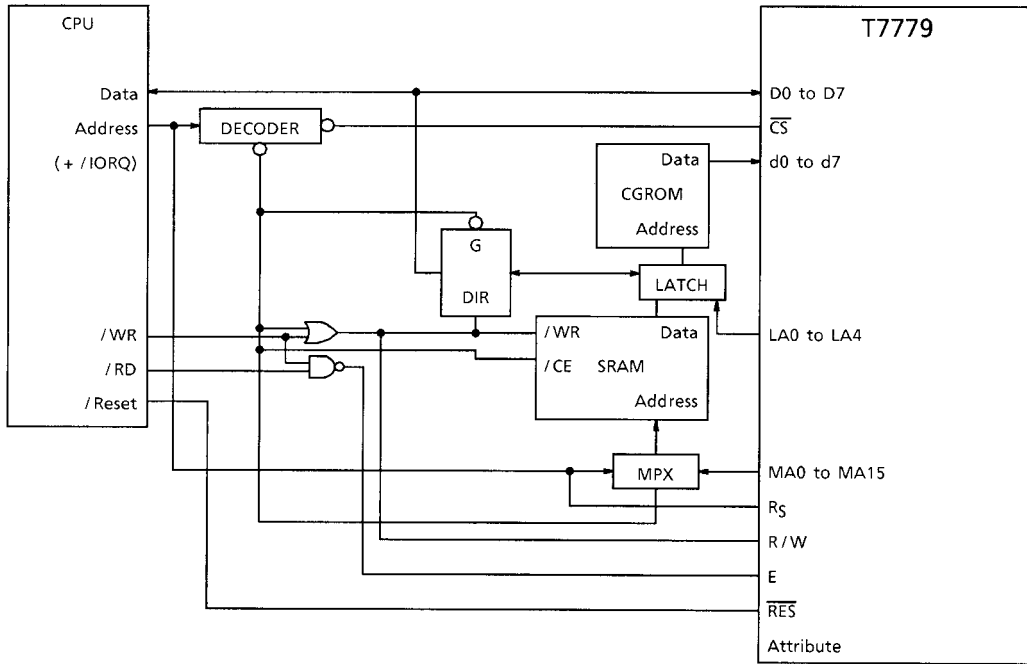 CPU
T7779
Data
D0 to D7
Address
DECODER
CS
(+/IORQ)
Data
d0 to d7
CGROM
Address
G
LATCH
DIR
/WR
/WR
Data
LA0 to LA4
/CE
SRAM
/RD
/Reset
Address
MPX
MA0 to MA15
RS
R/W
E
RES
Attribute